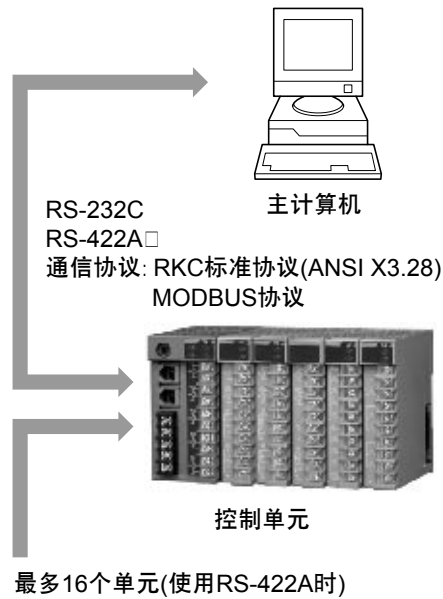 主计算机
RS-232C
RS-422A□
通信协议: RKC标准协议(ANSI X3.28)
MODBUS协议
控制单元
最多16个单元(使用RS-422A时)